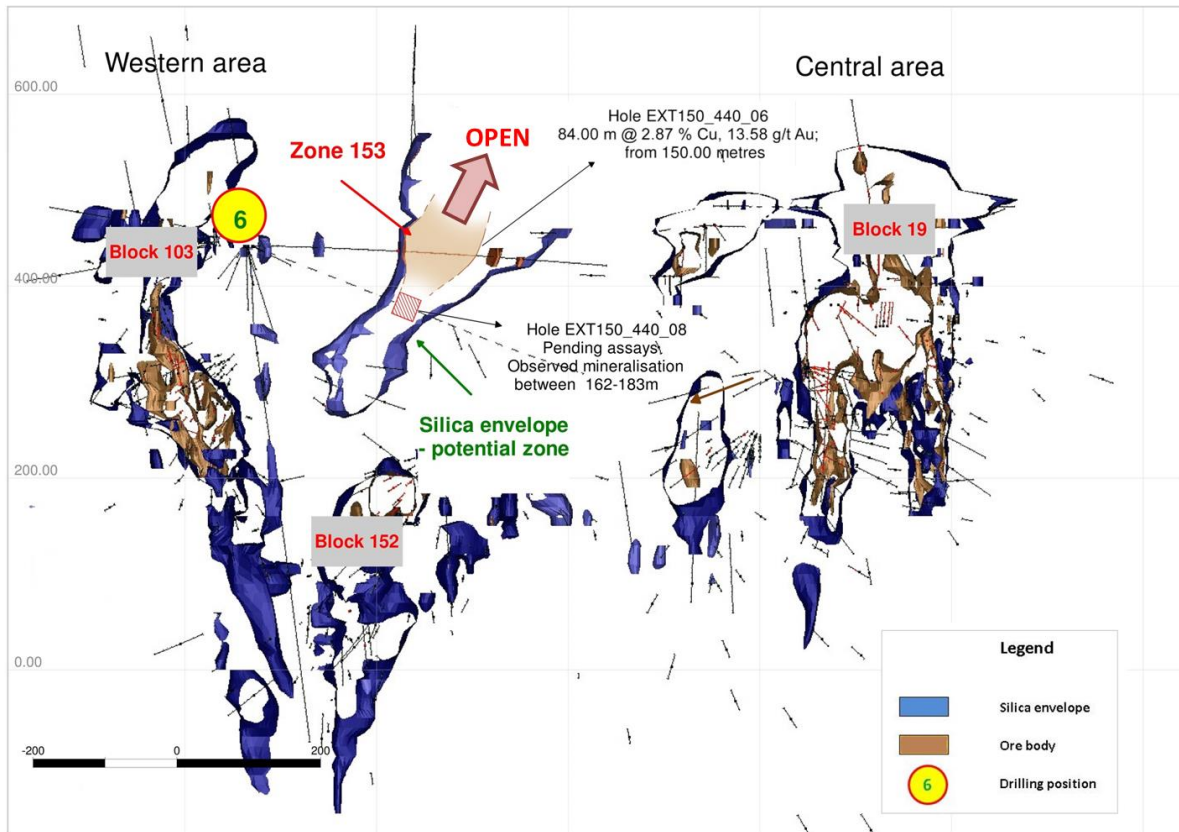 Western area
Central area
600.00
Hole EXT150_440_06
84.00 m @ 2.87 % Cu, 13.58 g/t Au;
from 150.00 metres
OPEN
Zone 153
6
Block 103
Block 19
400.00
Hole EXT150_440_08
Pending assays
Observed mineralisation
between 162-183m
Silica envelope
- potential zone
200.00
Block 152
0.00
-200
0
200
Legend
Silica envelope
Ore body
6
Drilling position